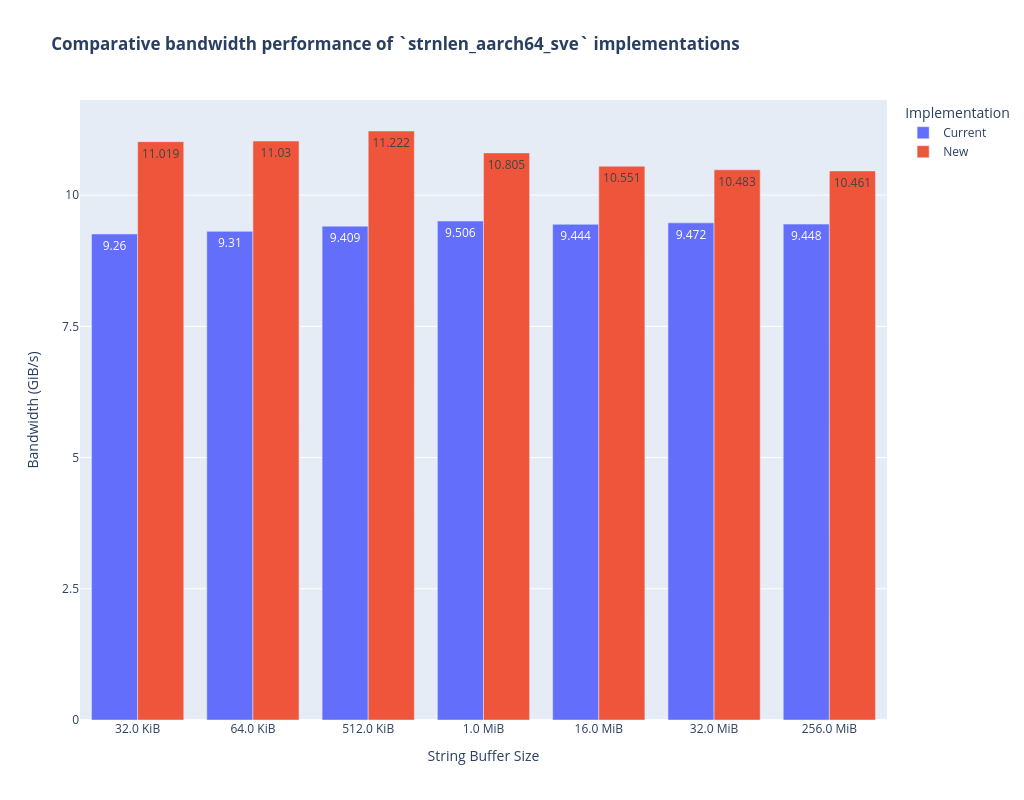 Comparative bandwidth performance of `strnlen_aarch64_sve` implementations
Implementation
Current
New
Bandwidth (GiB/s)
10
7.5
5
2.5
0
9.26
11.019
9.31
11.03
9.409
11.222
9.506
10.805
9.444
10.551
9.472
10.483
9.448
10.461
32.0 KiB
64.0 KiB
512.0 KiB
1.0 MiB
16.0 MiB
32.0 MiB
256.0 MiB
String Buffer Size